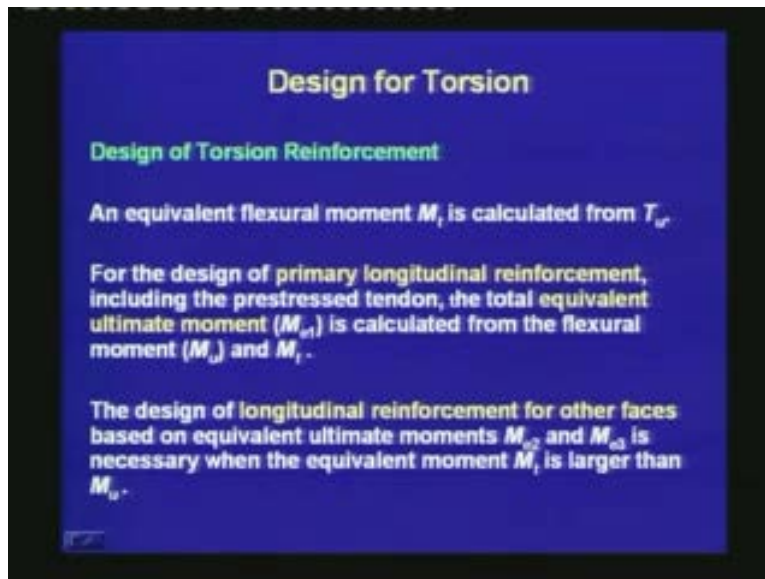 Design for Torsion
Design of Torsion Reinforcement
An equivalent flexural moment Mt is calculated from Tu.
For the design of primary longitudinal reinforcement,
including the prestressed tendon, the total equivalent
ultimate moment (Me1) is calculated from the flexural
moment (Mu) and Mt.
The design of longitudinal reinforcement for other faces
based on equivalent ultimate moments Me2 and Me3 is
necessary when the equivalent moment Mt is larger than
Mu.